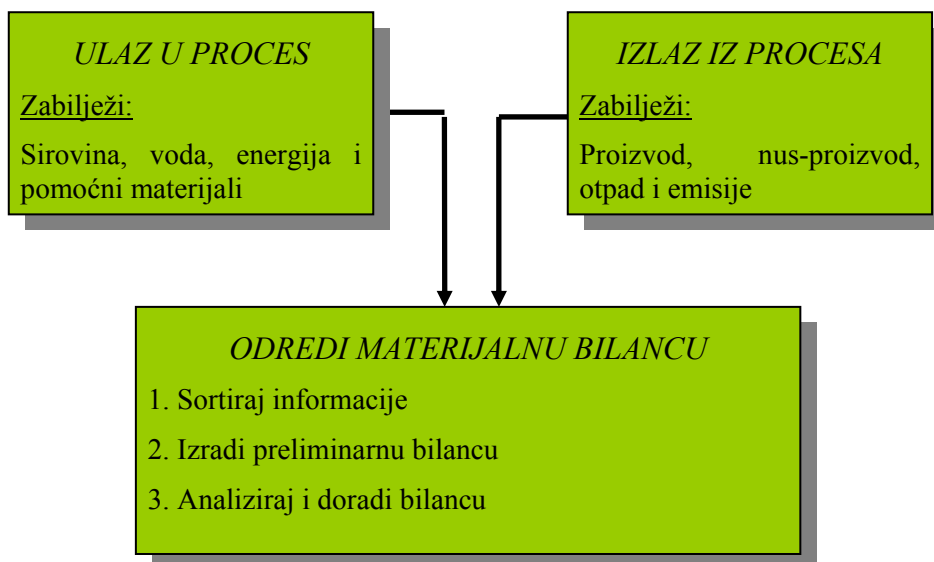 ULAZ U PROCES
Zabilježi:
Sirovina, voda, energija i
pomoćni materijali
IZLAZ IZ PROCESA
Zabilježi:
Proizvod, nus-proizvod,
otpad i emisije
ODREDI MATERIJALNU BILANCU
1. Sortiraj informacije
2. Izradi preliminarnu bilancu
3. Analiziraj i doradi bilancu